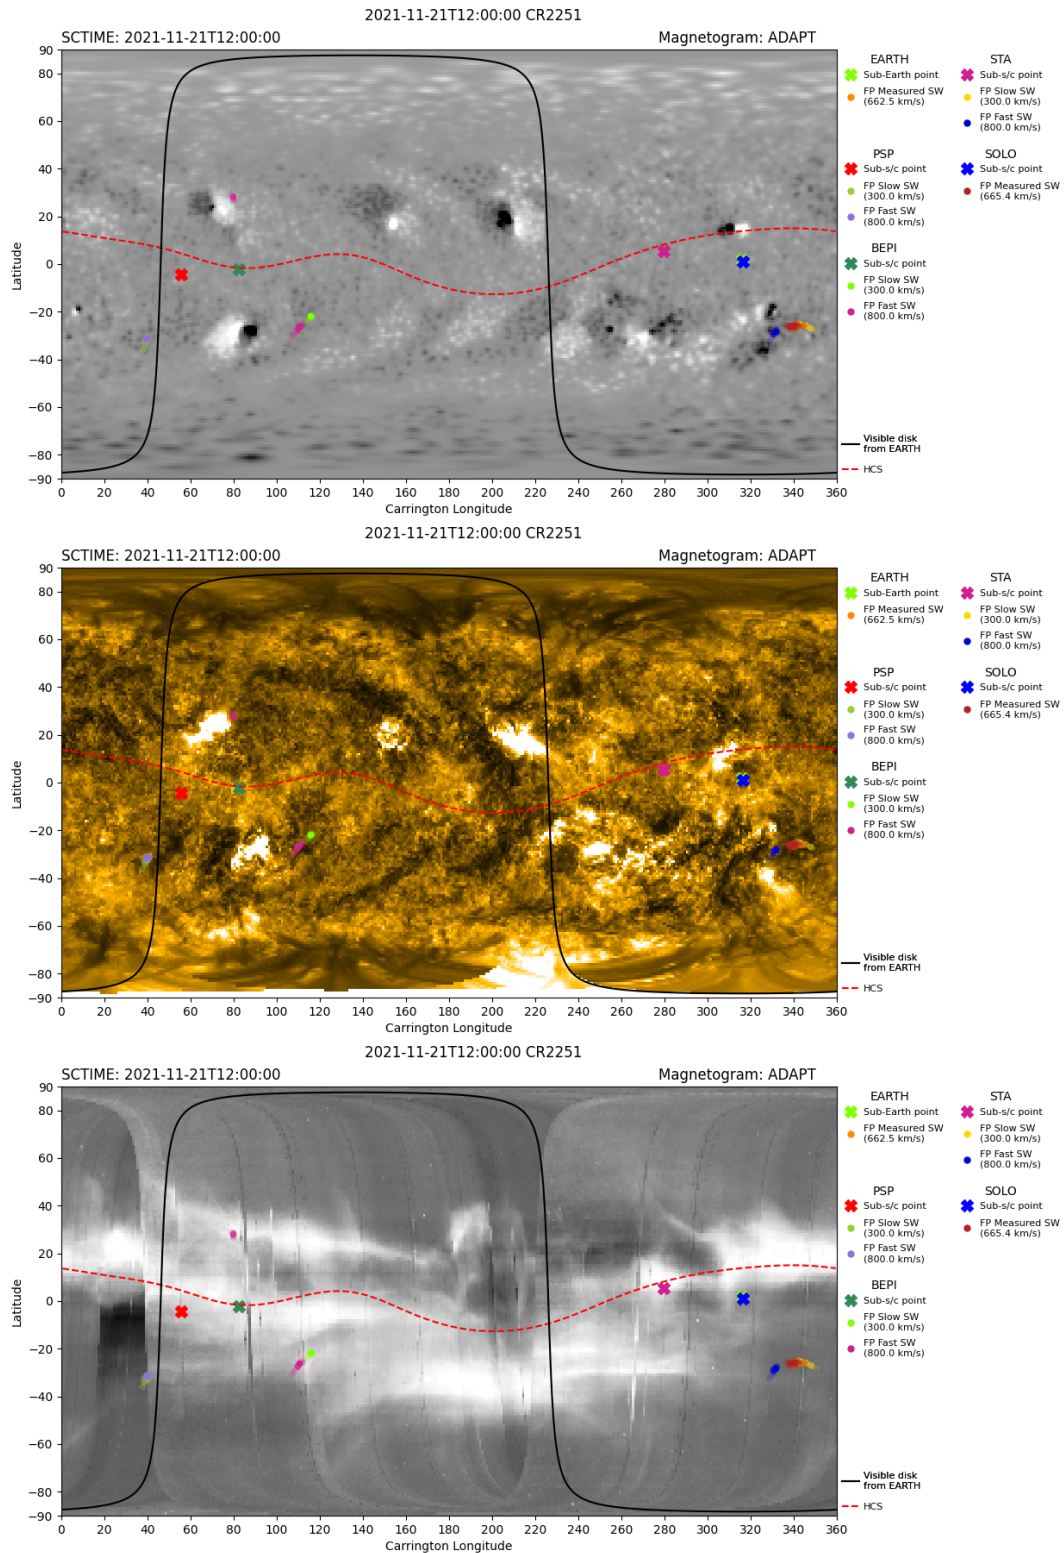 2021-11-21T12:00:00 CR2251
SCTIME: 2021-11-21T12:00:00 Magnetogram: ADAPT
90
80
60
40
20
0
−20
−40
−60
−80
−90
Latitude
0 20 40 60 80 100 120 140 160 180 200 220 240 260 280 300 320 340 360
Carrington Longitude
EARTH
Sub-Earth point
FP Measured SW
(662.5 km/s)
STA
Sub-s/c point
FP Slow SW
(300.0 km/s)
FP Fast SW
(800.0 km/s)
PSP
Sub-s/c point
FP Slow SW
(300.0 km/s)
FP Fast SW
(800.0 km/s)
SOLO
Sub-s/c point
FP Measured SW
(665.4 km/s)
BEPI
Sub-s/c point
FP Slow SW
(300.0 km/s)
FP Fast SW
(800.0 km/s)
Visible disk
from EARTH
HCS
2021-11-21T12:00:00 CR2251
SCTIME: 2021-11-21T12:00:00 Magnetogram: ADAPT
90
80
60
40
20
0
−20
−40
−60
−80
−90
Latitude
0 20 40 60 80 100 120 140 160 180 200 220 240 260 280 300 320 340 360
Carrington Longitude
EARTH
Sub-Earth point
FP Measured SW
(662.5 km/s)
STA
Sub-s/c point
FP Slow SW
(300.0 km/s)
FP Fast SW
(800.0 km/s)
PSP
Sub-s/c point
FP Slow SW
(300.0 km/s)
FP Fast SW
(800.0 km/s)
SOLO
Sub-s/c point
FP Measured SW
(665.4 km/s)
BEPI
Sub-s/c point
FP Slow SW
(300.0 km/s)
FP Fast SW
(800.0 km/s)
Visible disk
from EARTH
HCS
2021-11-21T12:00:00 CR2251
SCTIME: 2021-11-21T12:00:00 Magnetogram: ADAPT
90
80
60
40
20
0
−20
−40
−60
−80
−90
Latitude
0 20 40 60 80 100 120 140 160 180 200 220 240 260 280 300 320 340 360
Carrington Longitude
EARTH
Sub-Earth point
FP Measured SW
(662.5 km/s)
STA
Sub-s/c point
FP Slow SW
(300.0 km/s)
FP Fast SW
(800.0 km/s)
PSP
Sub-s/c point
FP Slow SW
(300.0 km/s)
FP Fast SW
(800.0 km/s)
SOLO
Sub-s/c point
FP Measured SW
(665.4 km/s)
BEPI
Sub-s/c point
FP Slow SW
(300.0 km/s)
FP Fast SW
(800.0 km/s)
Visible disk
from EARTH
HCS